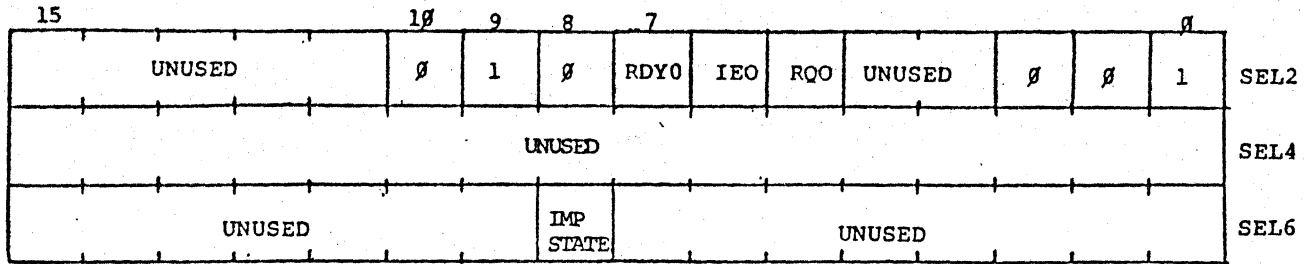 15 10 9 8 7 0
UNUSED 0 1 0 RDYO IEO RQO UNUSED 0 0 1 SEL2
UNUSED SEL4
UNUSED IMP STATE UNUSED SEL6